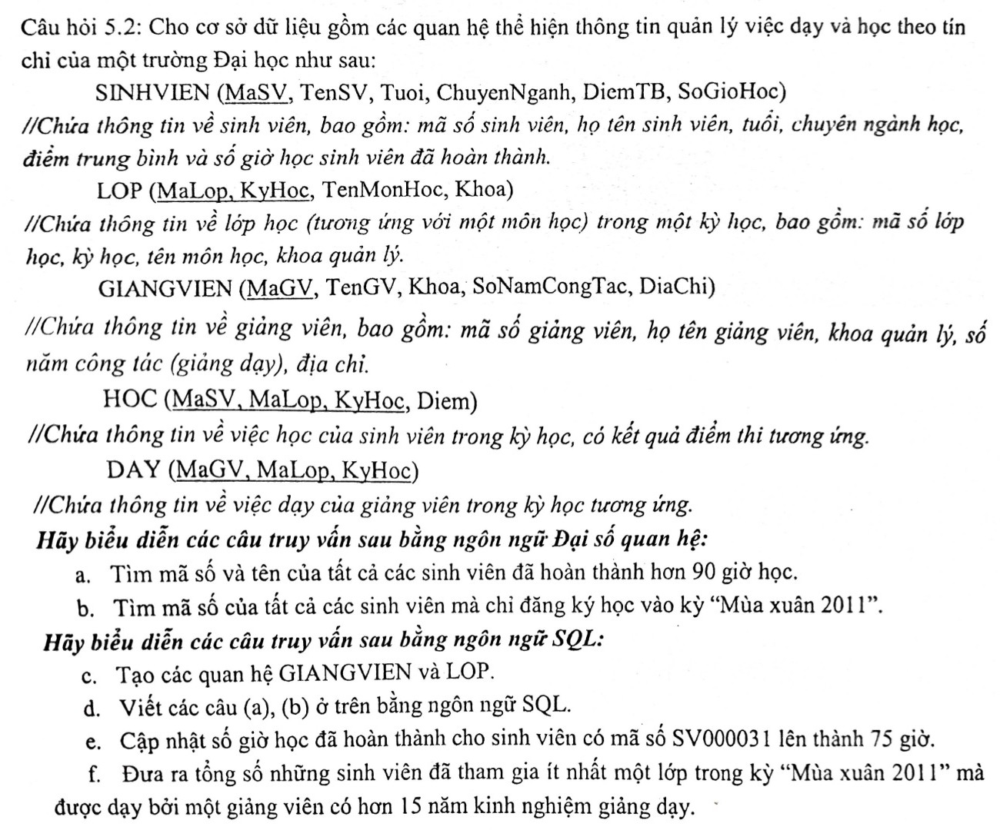 Câu hỏi 5.2: Cho cơ sở dữ liệu gồm các quan hệ thể hiện thông tin quản lý việc dạy và học theo tín
chỉ của một trường Đại học như sau:
SINHVIEN (MaSV, TenSV, Tuoi, ChuyenNganh, DiemTB, SoGioHoc)
//Chứa thông tin về sinh viên, bao gồm: mã số sinh viên, họ tên sinh viên, tuổi, chuyên ngành học,
điểm trung bình và số giờ học sinh viên đã hoàn thành.
LOP (MaLop, KyHoc, TenMonHoc, Khoa)
//Chứa thông tin về lớp học (tương ứng với một môn học) trong một kỳ học, bao gồm: mã số lớp
học, kỳ học, tên môn học, khoa quản lý.
GIANGVIEN (MaGV, TenGV, Khoa, SoNamCongTac, DiaChi)
//Chứa thông tin về giảng viên, bao gồm: mã số giảng viên, họ tên giảng viên, khoa quản lý, số
năm công tác (giảng dạy), địa chỉ.
HOC (MaSV, MaLop, KyHoc, Diem)
//Chứa thông tin về việc học của sinh viên trong kỳ học, có kết quả điểm thi tương ứng.
DAY (MaGV, MaLop, KyHoc)
//Chứa thông tin về việc dạy của giảng viên trong kỳ học tương ứng.
Hãy biểu diễn các câu truy vấn sau bằng ngôn ngữ Đại số quan hệ:
a. Tìm mã số và tên của tất cả các sinh viên đã hoàn thành hơn 90 giờ học.
b. Tìm mã số của tất cả các sinh viên mà chỉ đăng ký học vào kỳ “Mùa xuân 2011”.
Hãy biểu diễn các câu truy vấn sau bằng ngôn ngữ SQL:
c. Tạo các quan hệ GIANGVIEN và LOP.
d. Viết các câu (a), (b) ở trên bằng ngôn ngữ SQL.
e. Cập nhật số giờ học đã hoàn thành cho sinh viên có mã số SV000031 lên thành 75 giờ.
f. Đưa ra tổng số những sinh viên đã tham gia ít nhất một lớp trong kỳ “Mùa xuân 2011” mà
được dạy bởi một giảng viên có hơn 15 năm kinh nghiệm giảng dạy.